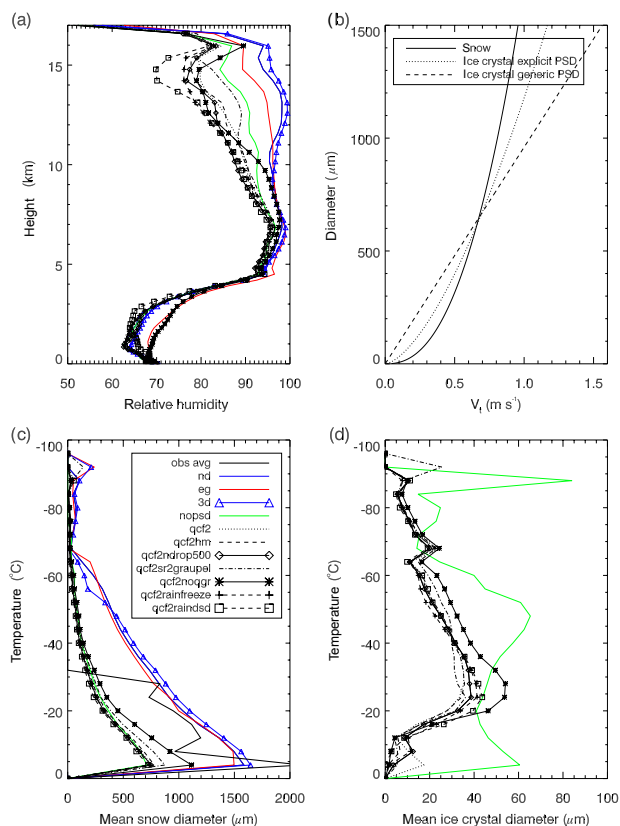 (a)
17
15
10
5
0
Height (km)
50 60 70 80 90 100
Relative humidity
(b)
1500
1000
500
0
Diameter (μm)
Snow
Ice crystal explicit PSD
Ice crystal generic PSD
0.0 0.5 1.0 1.5
Vt (m s-1)
(c)
-100
-80
-60
-40
-20
0
Temperature (°C)
obs avg
nd
eg
3d
nopsd
qcf2
qcf2hm
qcf2ndrop500
qcf2sr2graupel
qcf2noqgr
qcf2rainfreeze
qcf2raindsd
0 500 1000 1500 2000
Mean snow diameter (μm)
(d)
-100
-80
-60
-40
-20
0
Temperature (°C)
0 20 40 60 80 100
Mean ice crystal diameter (μm)